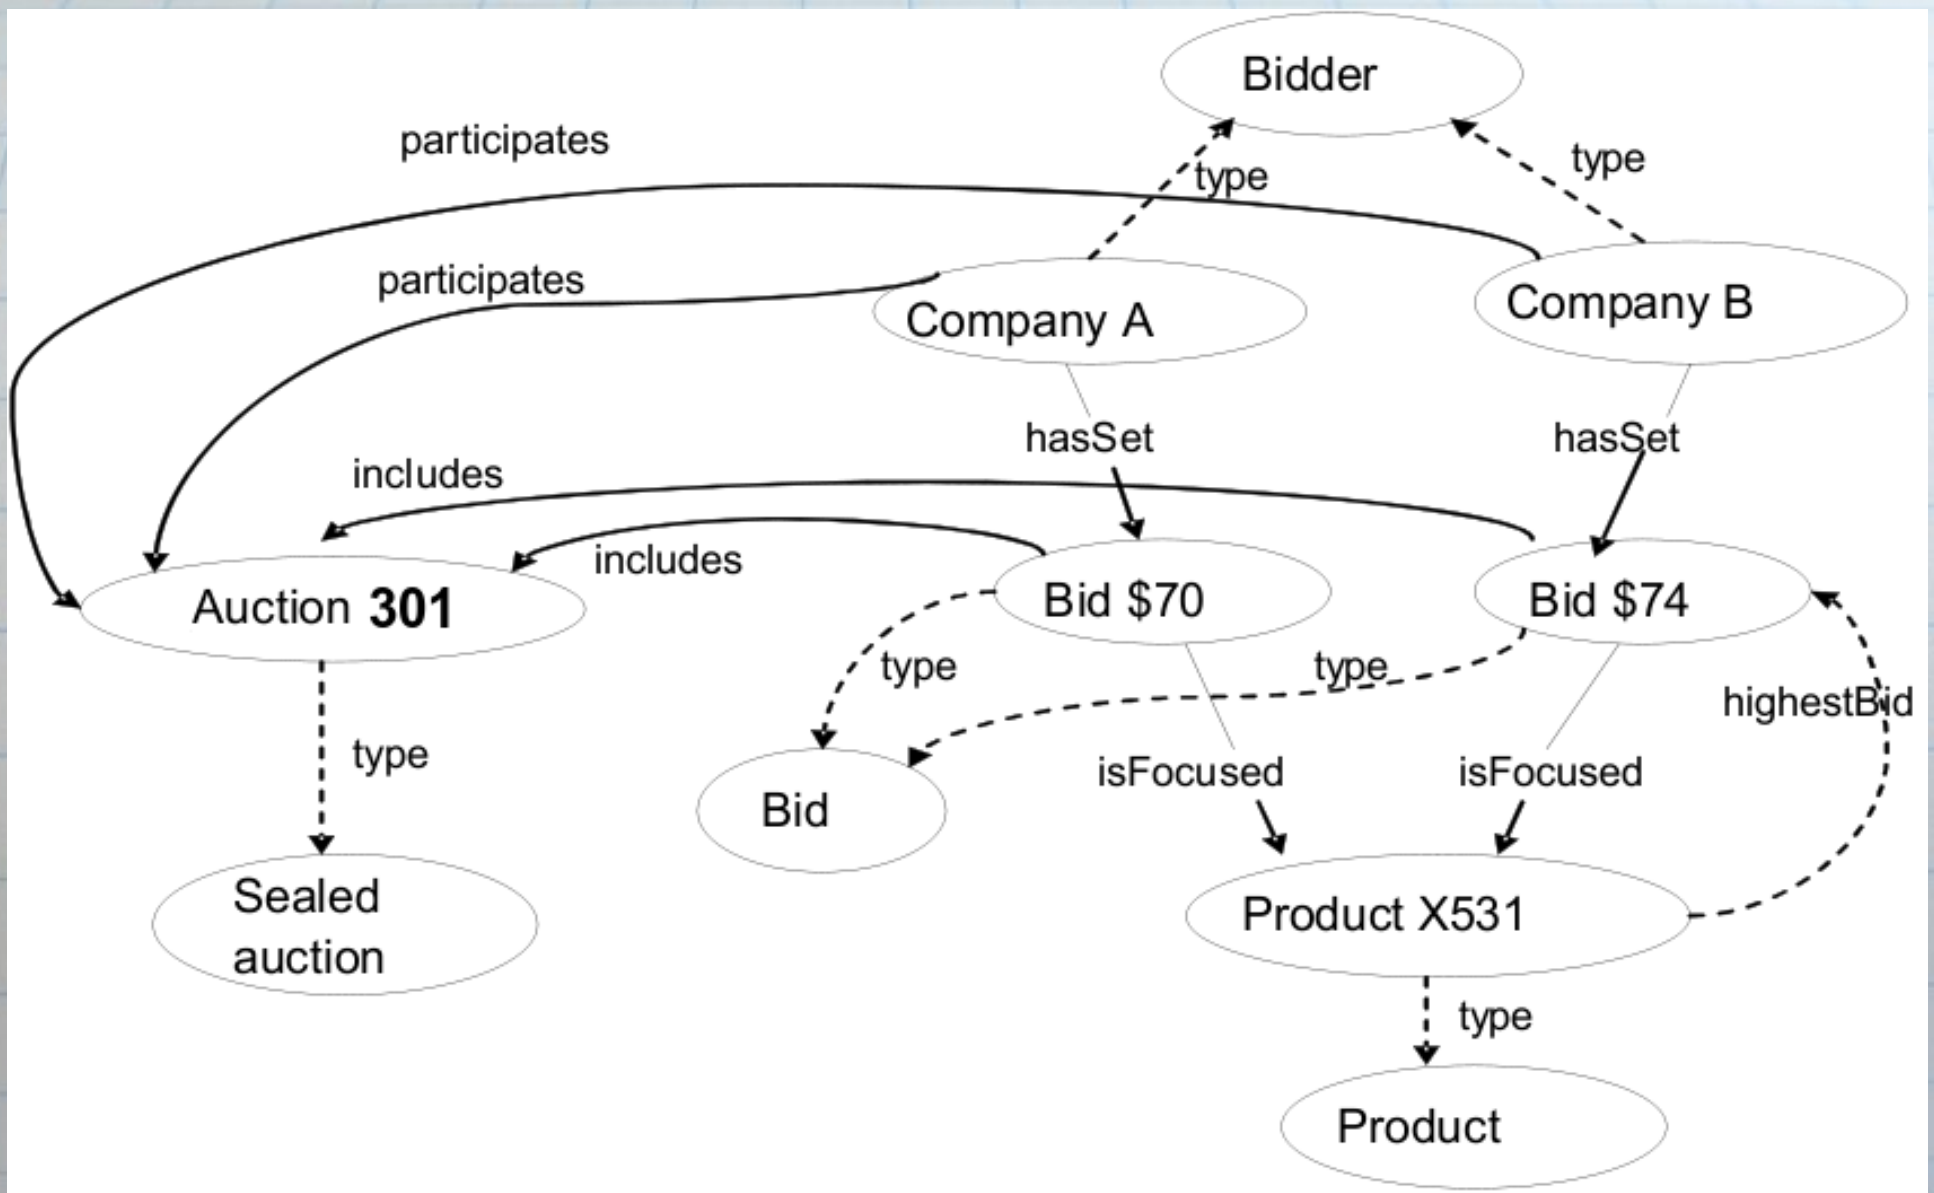 Bidder
participates
type
type
participates
Company A
Company B
hasSet
hasSet
includes
includes
Auction 301
Bid $70
Bid $74
type
type
highestBid
type
isFocused
isFocused
Bid
Sealed
auction
Product X531
type
Product